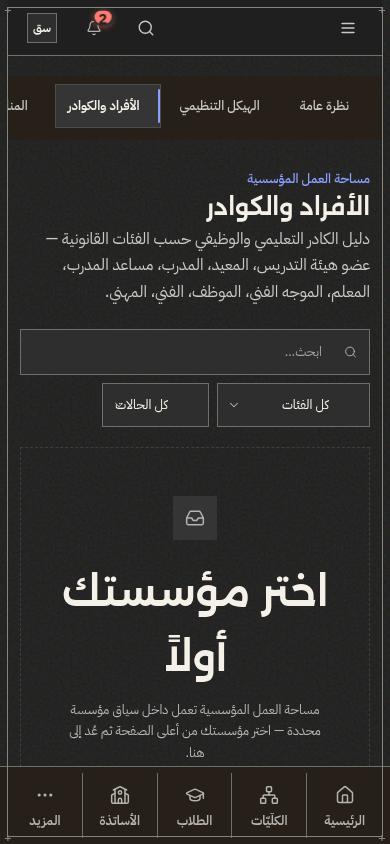 سق
2
نظرة عامة
الهيكل التنظيمي
الأفراد والكوادر
مساحة العمل المؤسسية
الأفراد والكوادر
دليل الكادر التعليمي والوظيفي حسب الفئات القانونية —
عضو هيئة التدريس، المعيد، المدرب، مساعد المدرب،
المعلم، الموجه الفني، الموظف، الفني، المهني.
ابحث...
كل الفئات
كل الحالات
اختر مؤسستك
أولاً
مساحة العمل المؤسسية تعمل داخل سياق مؤسسة
محددة — اختر مؤسستك من أعلى الصفحة ثم عُد إلى
هنا.
الرئيسية
الكلّيّات
الطلاب
الأساتذة
المزيد